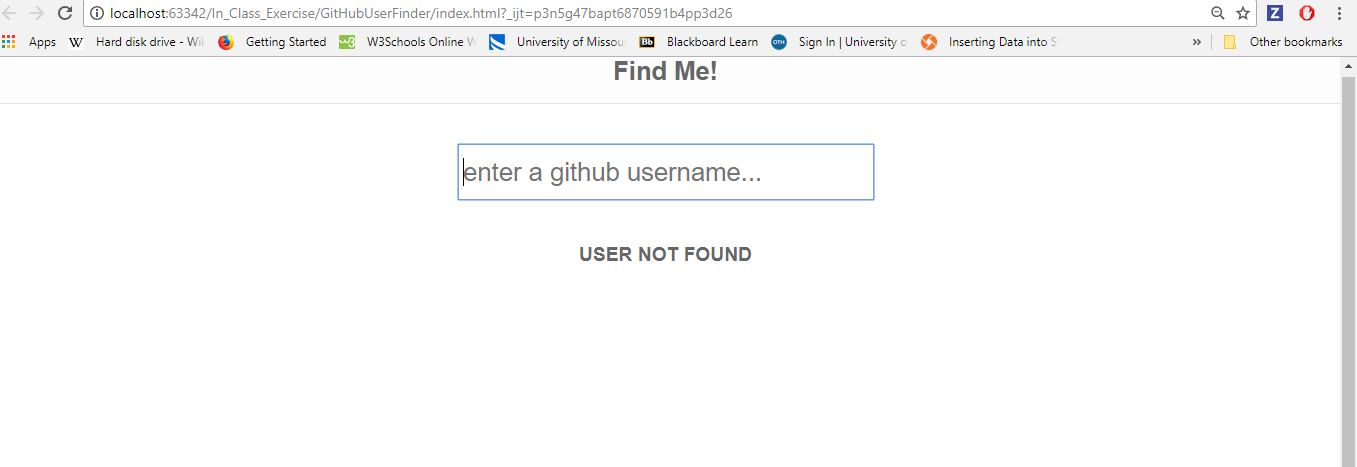 localhost:63342/In_Class_Exercise/GitHubUserFinder/index.html?_ijt=p3n5g47bapt6870591b4pp3d26 Z
Apps W Hard disk drive - Wi Getting Started w3 W3Schools Online University of Missou Bb Blackboard Learn OTH Sign In | University Inserting Data into » Other bookmarks
Find Me!
enter a github username...
USER NOT FOUND